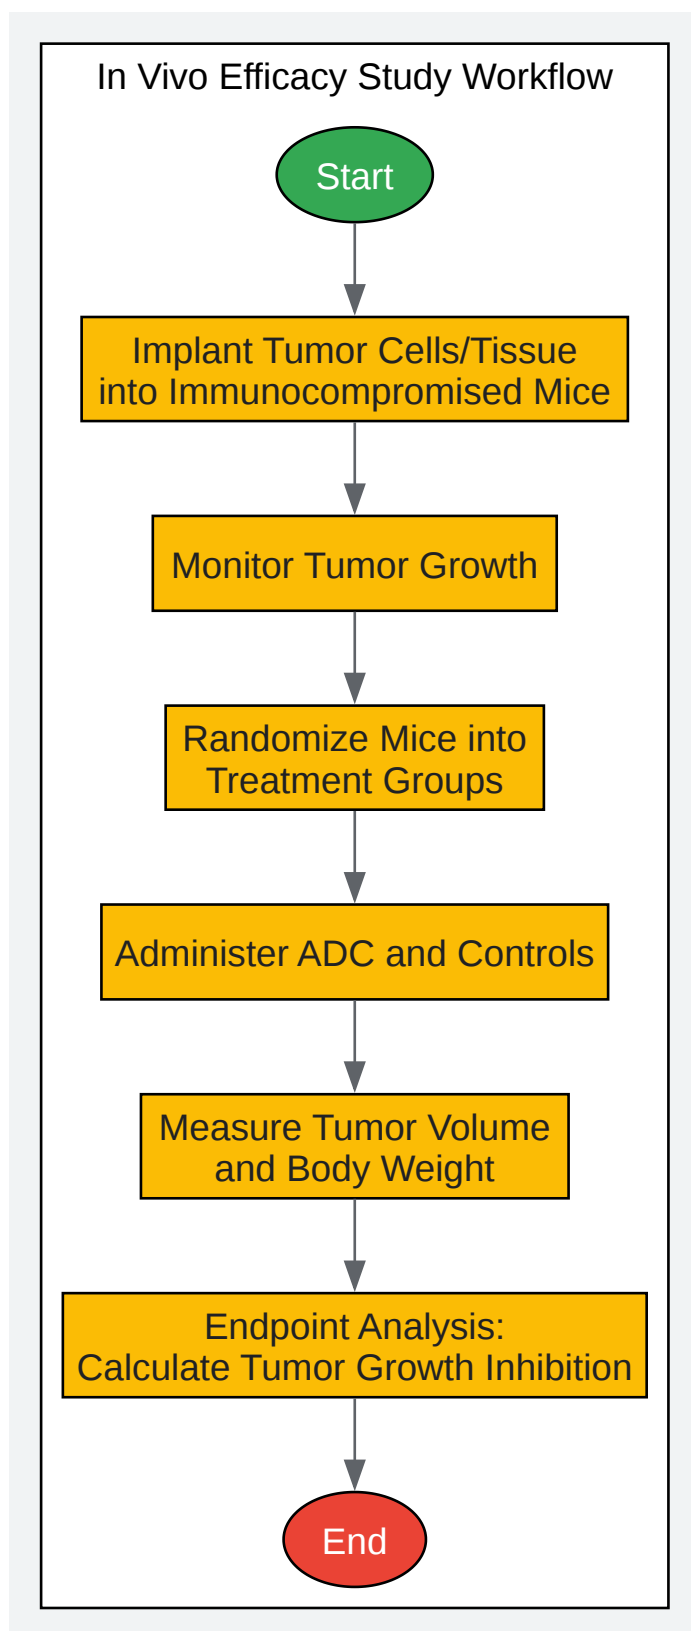 In Vivo Efficacy Study Workflow
Start
Implant Tumor Cells/Tissue
into Immunocompromised Mice
Monitor Tumor Growth
Randomize Mice into
Treatment Groups
Administer ADC and Controls
Measure Tumor Volume
and Body Weight
Endpoint Analysis:
Calculate Tumor Growth Inhibition
End